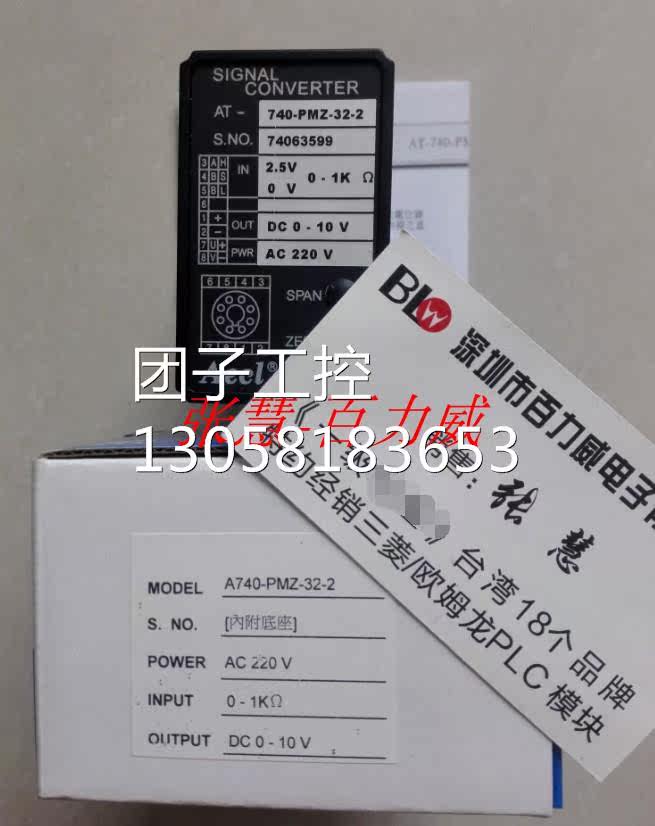 SIGNAL
CONVERTER
AT - 740-PMZ-32-2
S.NO. 74063599
3 A H
4 B S
5 B L
6
IN 2.5V
0 V 0 - 1K Ω
1 +
2 -
OUT DC 0 - 10 V
7 U+
8 V-
PWR AC 220 V
6 5 4 3
SPAN
AT-740-PM
BLW
深圳市百力威电子
销售: 张 慧
》台湾18个品牌
经销三菱/欧姆龙PLC 模块
团子工控
张慧-百力威
13058183653
MODEL A740-PMZ-32-2
S. NO. [內附底座]
POWER AC 220 V
INPUT 0 - 1KΩ
OUTPUT DC 0 - 10 V